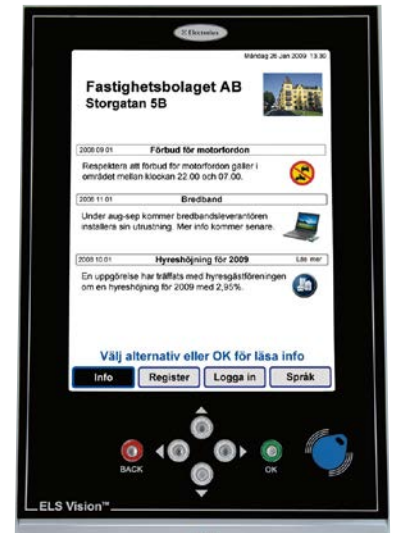 Electrolux
Måndag 26 Jan 2009 13:30
Fastighetsbolaget AB
Storgatan 5B
2008 09 01 Förbud för motorfordon
Respektera att förbud för motorfordon gäller i
området mellan klockan 22.00 och 07.00.
2008 11 01 Bredband
Under aug-sep kommer bredbandsleverantören
installera sin utrustning. Mer info kommer senare.
2008 10 01 Hyreshöjning för 2009 Läs mer
En uppgörelse har träffats med hyresgästföreningen
om en hyreshöjning för 2009 med 2,95%.
Välj alternativ eller OK för läsa info
Info Register Logga in Språk
BACK OK
ELS Vision™